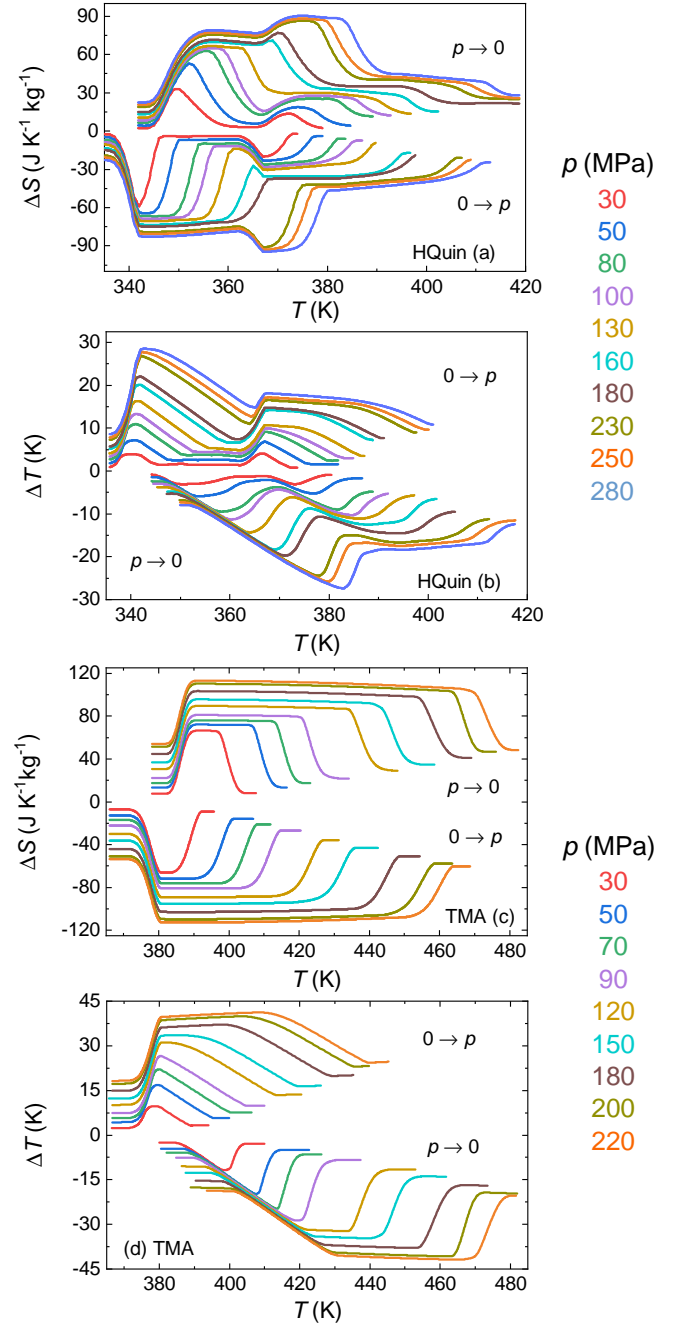 90
60
30
0
-30
-60
-90
ΔS (J K⁻¹ kg⁻¹)
p → 0
0 → p
HQuin (a)
340 360 380 400 420
T (K)
p (MPa)
30
50
80
100
130
160
180
230
250
280
30
20
10
0
-10
-20
-30
ΔT (K)
0 → p
p → 0
HQuin (b)
340 360 380 400 420
T (K)
120
80
40
0
-40
-80
-120
ΔS (J K⁻¹kg⁻¹)
p → 0
0 → p
TMA (c)
380 400 420 440 460 480
T (K)
p (MPa)
30
50
70
90
120
150
180
200
220
45
30
15
0
-15
-30
-45
ΔT (K)
0 → p
p → 0
(d) TMA
380 400 420 440 460 480
T (K)